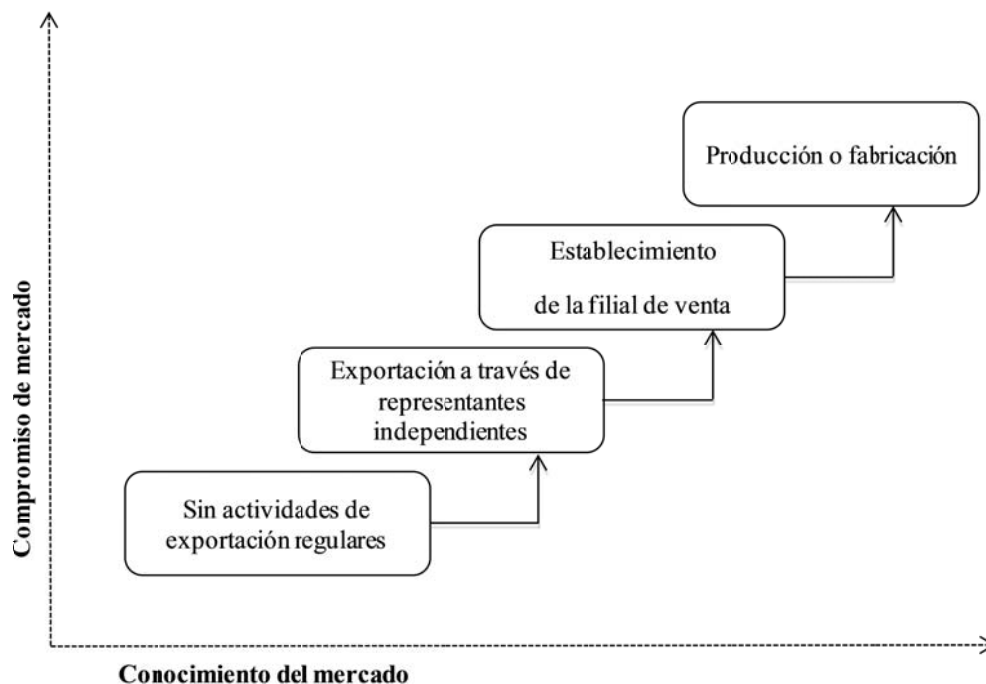 Producción o fabricación
Establecimiento
de la filial de venta
Exportación a través de
representantes
independientes
Sin actividades de
exportación regulares
Compromiso de mercado
Conocimiento del mercado